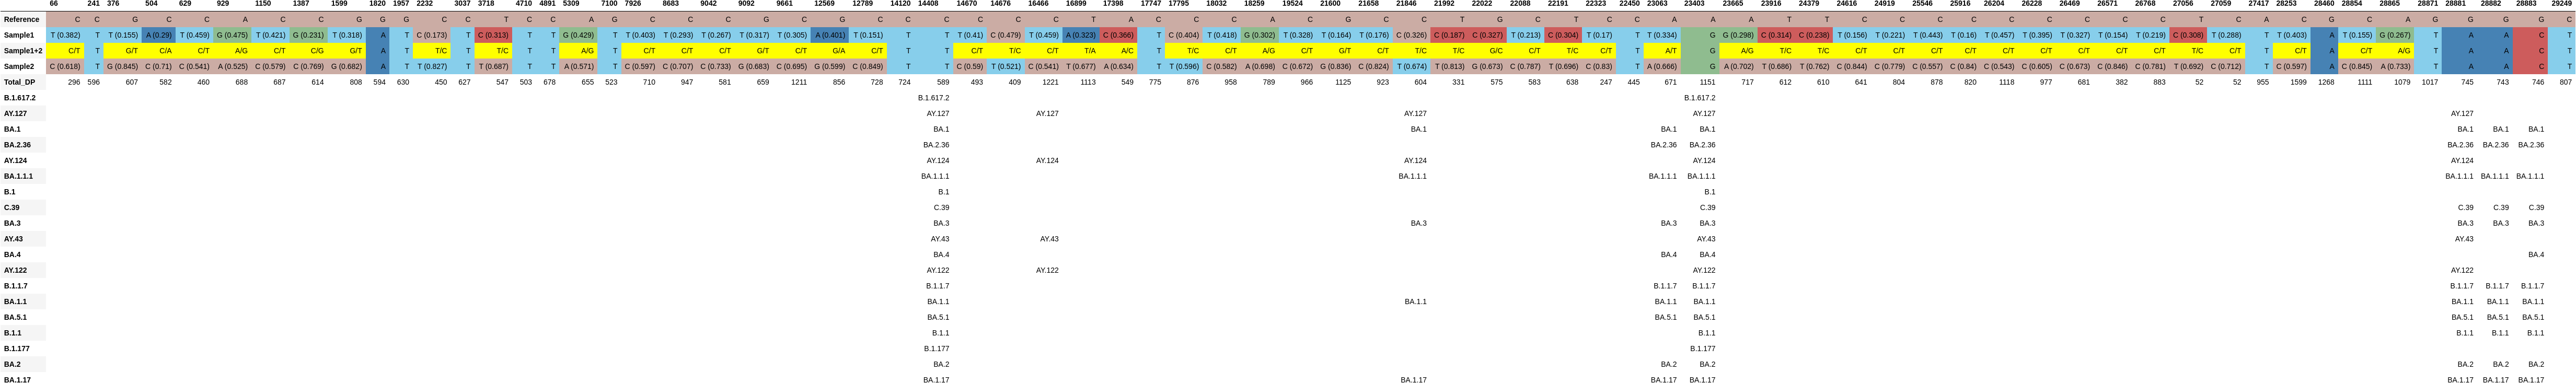 66 241 376 504 629 929 1150 1387 1599 1820 1957 2232 3037 3718 4710 4891 5309 7100 7926 8683 9042 9092 9661 12569 12789 14120 14408 14670 14676 16466 16899 17398 17747 17795 18032 18259 19524 21600 21658 21846 21992 22022 22088 22191 22323 22450 23063 23403 23665 23916 24379 24616 24919 25546 25916 26204 26228 26469 26571 26768 27056 27059 27417 28253 28460 28854 28865 28871 28881 28882 28883 29249
Reference C C G C C A C C G G G C C T C C A G C C C G C G C C C C C C T A C C C A C G C C T G C T C C A A A T T C C C C C C C C C T C A C G C A G G G G C
Sample1 T (0.382) T T (0.155) A (0.29) T (0.459) G (0.475) T (0.421) G (0.231) T (0.318) A T C (0.173) T C (0.313) T T G (0.429) T T (0.403) T (0.293) T (0.267) T (0.317) T (0.305) A (0.401) T (0.151) T T T (0.41) C (0.479) T (0.459) A (0.323) C (0.366) T C (0.404) T (0.418) G (0.302) T (0.328) T (0.164) T (0.176) C (0.326) C (0.187) C (0.327) T (0.213) C (0.304) T (0.17) T T (0.334) G G (0.298) C (0.314) C (0.238) T (0.156) T (0.221) T (0.443) T (0.16) T (0.457) T (0.395) T (0.327) T (0.154) T (0.219) C (0.308) T (0.288) T T (0.403) A T (0.155) G (0.267) T A A C T
Sample1+2 C/T T G/T C/A C/T A/G C/T C/G G/T A T T/C T T/C T T A/G T C/T C/T C/T G/T C/T G/A C/T T T C/T T/C C/T T/A A/C T T/C C/T A/G C/T G/T C/T T/C T/C G/C C/T T/C C/T T A/T G A/G T/C T/C C/T C/T C/T C/T C/T C/T C/T C/T C/T T/C C/T T C/T A C/T A/G T A A C T
Sample2 C (0.618) T G (0.845) C (0.71) C (0.541) A (0.525) C (0.579) C (0.769) G (0.682) A T T (0.827) T T (0.687) T T A (0.571) T C (0.597) C (0.707) C (0.733) G (0.683) C (0.695) G (0.599) C (0.849) T T C (0.59) T (0.521) C (0.541) T (0.677) A (0.634) T T (0.596) C (0.582) A (0.698) C (0.672) G (0.836) C (0.824) T (0.674) T (0.813) G (0.673) C (0.787) T (0.696) C (0.83) T A (0.666) G A (0.702) T (0.686) T (0.762) C (0.844) C (0.779) C (0.557) C (0.84) C (0.543) C (0.605) C (0.673) C (0.846) C (0.781) T (0.692) C (0.712) T C (0.597) A C (0.845) A (0.733) T A A C T
Total_DP 296 596 607 582 460 688 687 614 808 594 630 450 627 547 503 678 655 523 710 947 581 659 1211 856 728 724 589 493 409 1221 1113 549 775 876 958 789 966 1125 923 604 331 575 583 638 247 445 671 1151 717 612 610 641 804 878 820 1118 977 681 382 883 52 52 955 1599 1268 1111 1079 1017 745 743 746 807
B.1.617.2 B.1.617.2 B.1.617.2
AY.127 AY.127 AY.127 AY.127 AY.127 AY.127
BA.1 BA.1 BA.1 BA.1 BA.1 BA.1 BA.1 BA.1
BA.2.36 BA.2.36 BA.2.36 BA.2.36 BA.2.36 BA.2.36 BA.2.36
AY.124 AY.124 AY.124 AY.124 AY.124 AY.124
BA.1.1.1 BA.1.1.1 BA.1.1.1 BA.1.1.1 BA.1.1.1 BA.1.1.1 BA.1.1.1 BA.1.1.1
B.1 B.1 B.1
C.39 C.39 C.39 C.39 C.39 C.39
BA.3 BA.3 BA.3 BA.3 BA.3 BA.3 BA.3 BA.3
AY.43 AY.43 AY.43 AY.43 AY.43
BA.4 BA.4 BA.4 BA.4 BA.4
AY.122 AY.122 AY.122 AY.122 AY.122
B.1.1.7 B.1.1.7 B.1.1.7 B.1.1.7 B.1.1.7 B.1.1.7 B.1.1.7
BA.1.1 BA.1.1 BA.1.1 BA.1.1 BA.1.1 BA.1.1 BA.1.1 BA.1.1
BA.5.1 BA.5.1 BA.5.1 BA.5.1 BA.5.1 BA.5.1 BA.5.1
B.1.1 B.1.1 B.1.1 B.1.1 B.1.1 B.1.1
B.1.177 B.1.177 B.1.177
BA.2 BA.2 BA.2 BA.2 BA.2 BA.2 BA.2
BA.1.17 BA.1.17 BA.1.17 BA.1.17 BA.1.17 BA.1.17 BA.1.17 BA.1.17